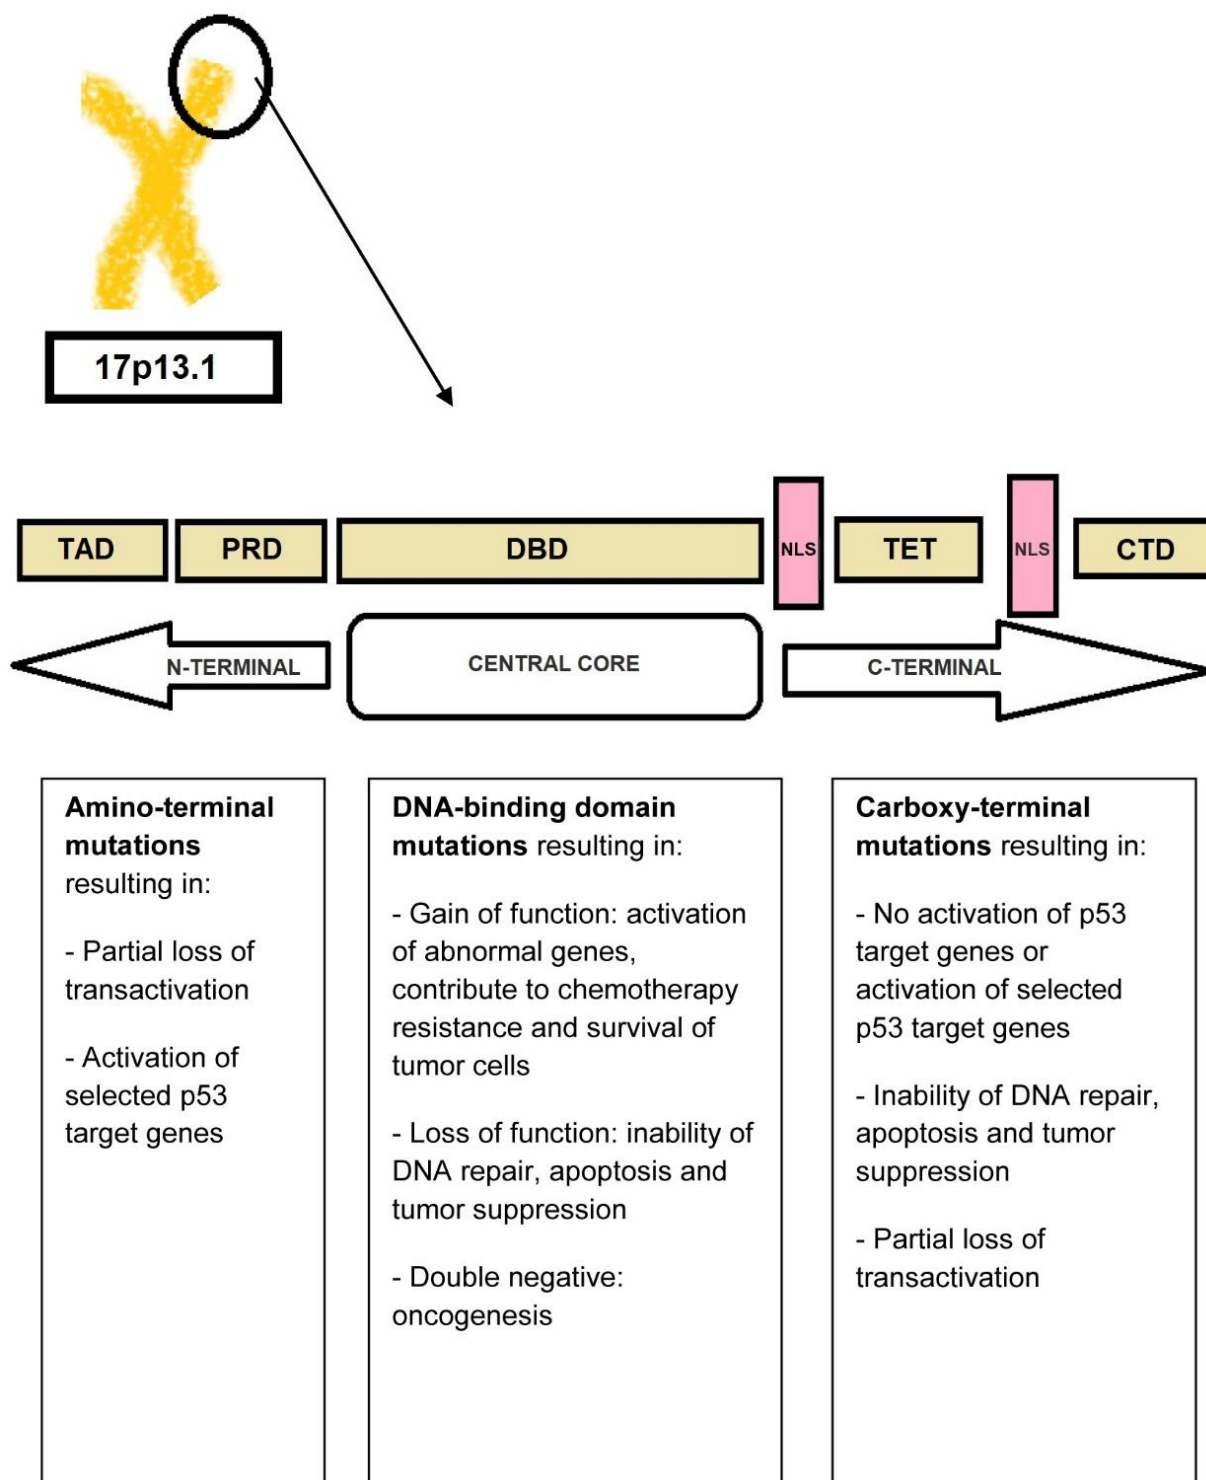 17p13.1
TAD PRD DBD NLS TET NLS CTD
N-TERMINAL CENTRAL CORE C-TERMINAL
Amino-terminal
mutations
resulting in:
- Partial loss of
transactivation
- Activation of
selected p53
target genes
DNA-binding domain
mutations resulting in:
- Gain of function: activation
of abnormal genes,
contribute to chemotherapy
resistance and survival of
tumor cells
- Loss of function: inability of
DNA repair, apoptosis and
tumor suppression
- Double negative:
oncogenesis
Carboxy-terminal
mutations resulting in:
- No activation of p53
target genes or
activation of selected
p53 target genes
- Inability of DNA repair,
apoptosis and tumor
suppression
- Partial loss of
transactivation